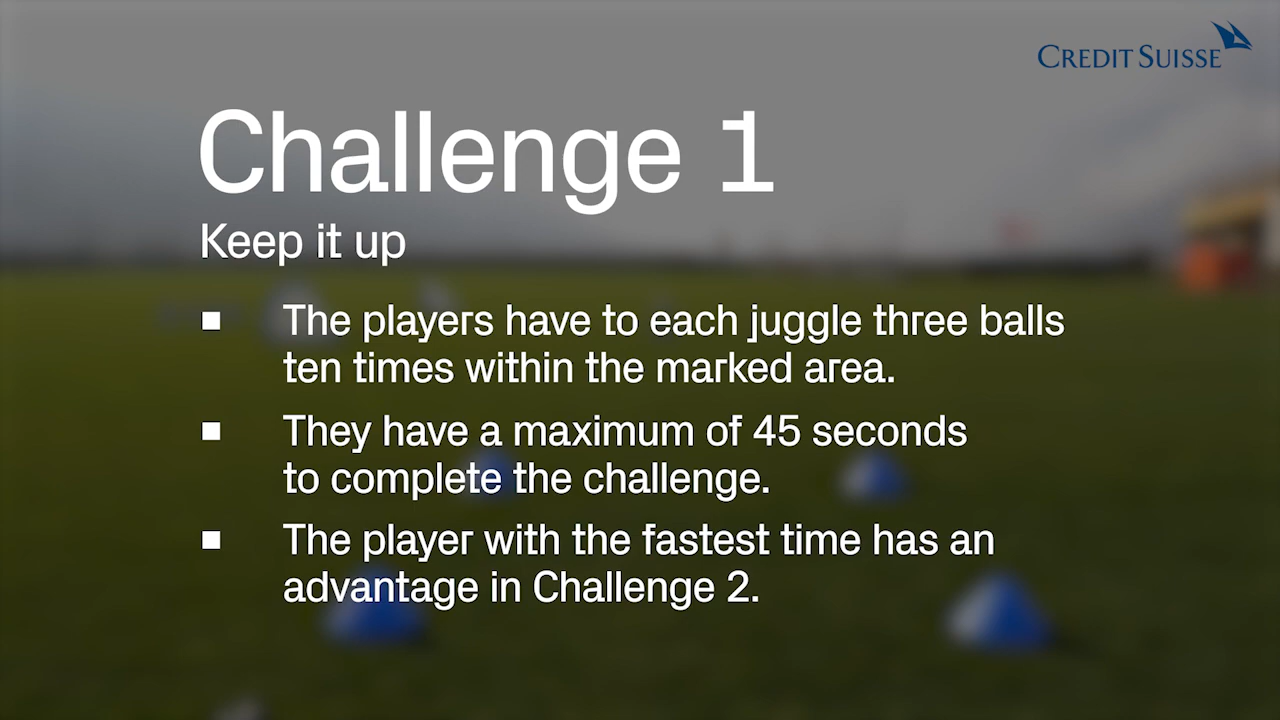 CREDIT SUISSE
Challenge 1
Keep it up
▪ The players have to each juggle three balls
ten times within the marked area.
▪ They have a maximum of 45 seconds
to complete the challenge.
▪ The player with the fastest time has an
advantage in Challenge 2.